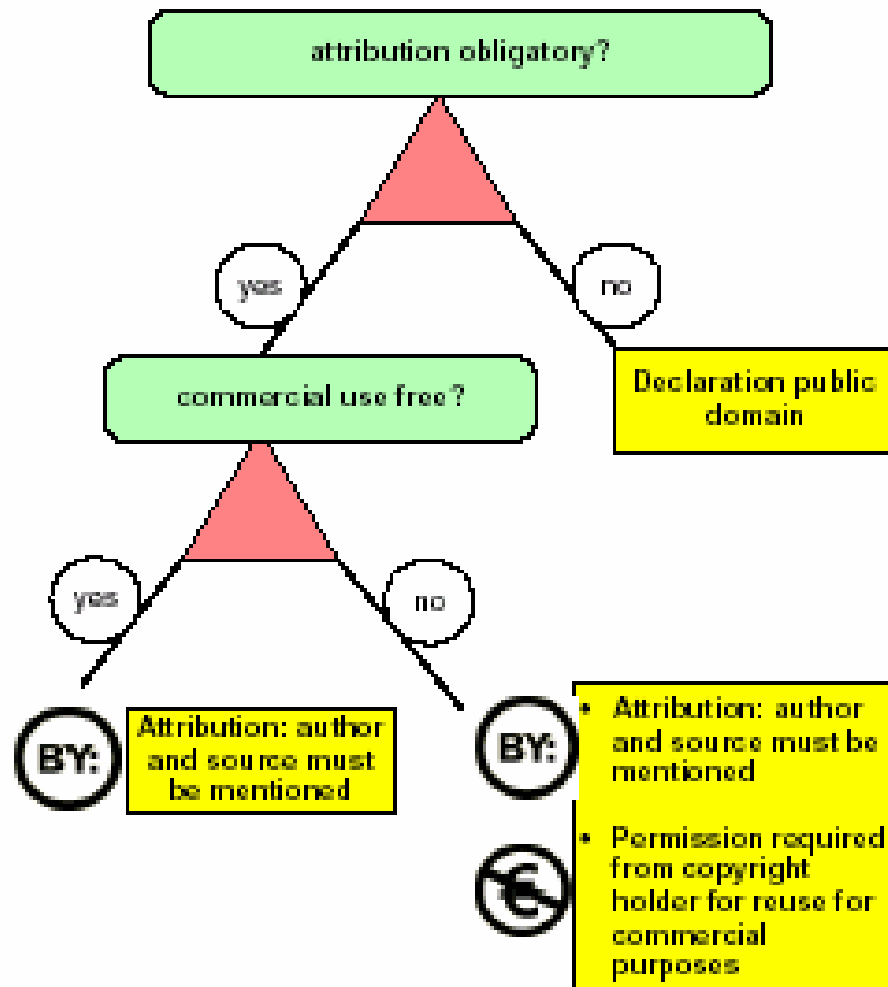 attribution obligatory?
yes
no
commercial use free?
Declaration public
domain
yes
no
BY:
Attribution: author
and source must
be mentioned
BY:
• Attribution: author
and source must be
mentioned
€
• Permission required
from copyright
holder for reuse for
commercial
purposes